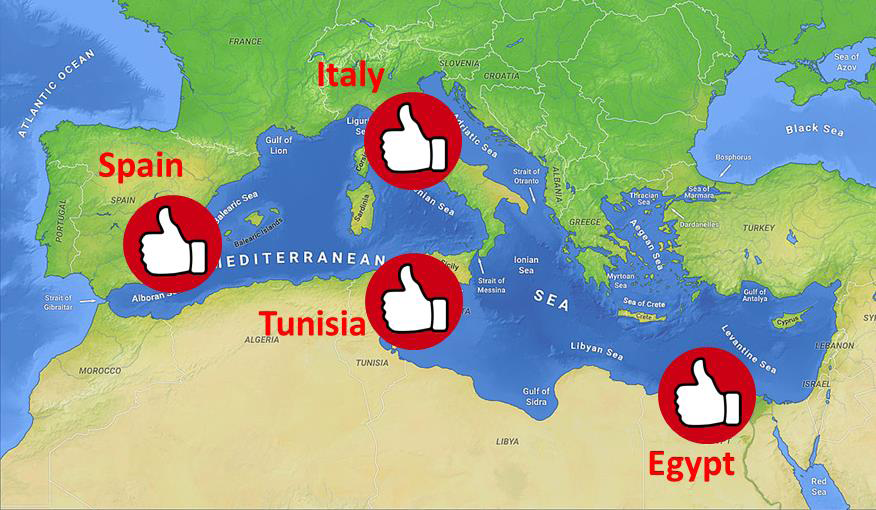 FRANCE
SLOVENIA
CROATIA
Sea of
Azov
ATLANTIC OCEAN
Italy
Adriatic Sea
Black Sea
Gulf of
Lion
Bosphorus
Spain
SPAIN
PORTUGAL
Balearic Sea
Balearic Islands
Sardinia
Strait of
Otranto
ALBANIA
Thracian
Sea
Sea of
Marmara
Dardanelles
GREECE
TURKEY
Aegean Sea
MEDITERRANEAN
SEA
Ionian
Sea
Strait of
Messina
Myrtoan
Sea
Sea of Crete
Crete
Gulf of
Antalya
Cyprus
Levantine Sea
LEBANON
ISRAEL
Strait of
Gibraltar
Alboran
Tunisia
ALGERIA
TUNISIA
MOROCCO
Libyan Sea
Gulf of
Sidra
LIBYA
Egypt
Red
Sea